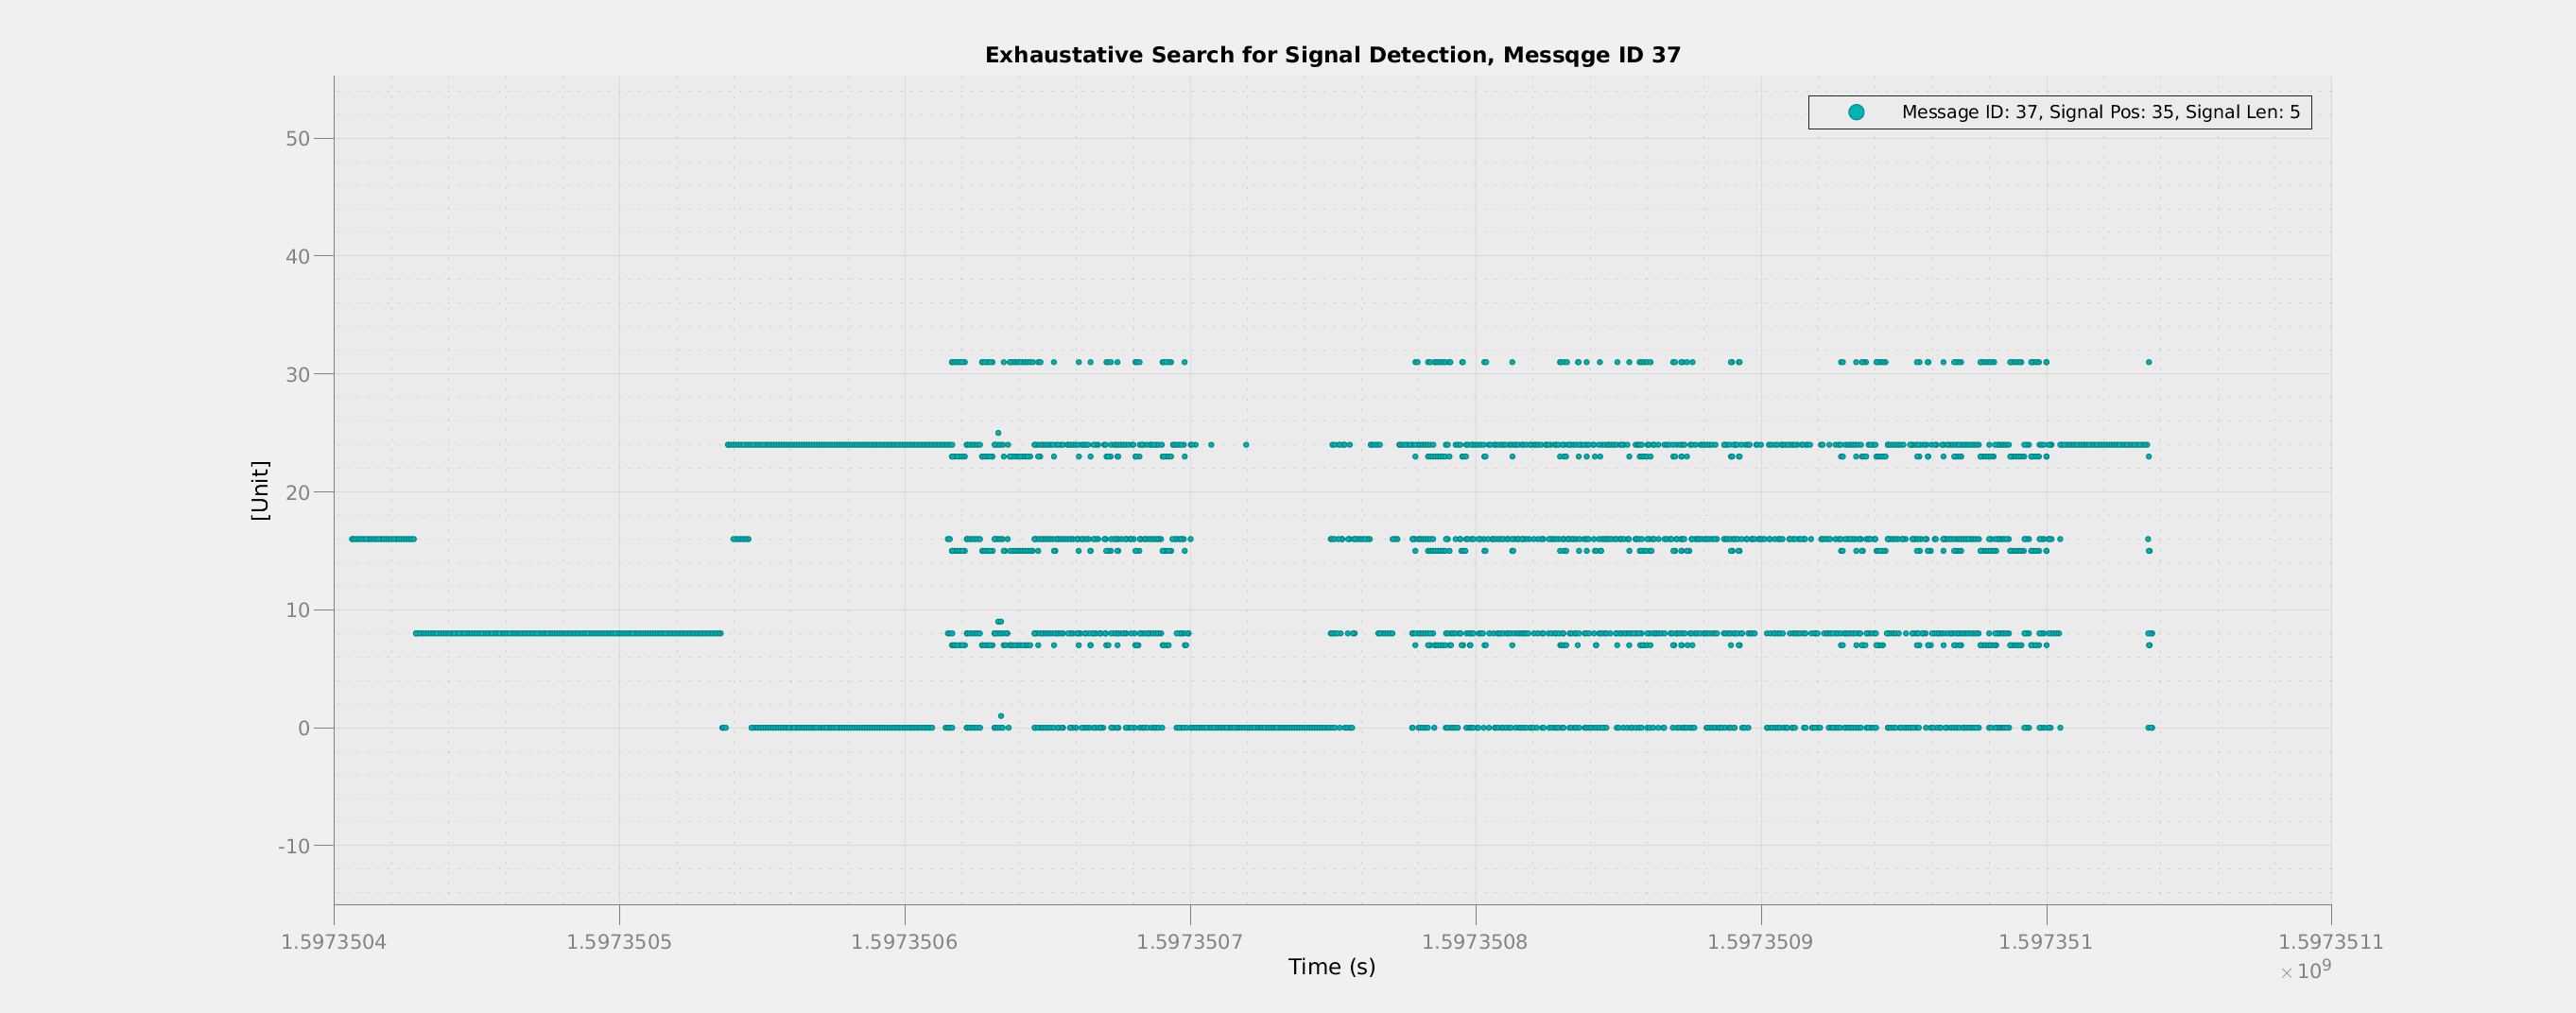 Exhaustative Search for Signal Detection, Messqge ID 37
Message ID: 37, Signal Pos: 35, Signal Len: 5
50
40
30
20
10
0
-10
[Unit]
1.5973504 1.5973505 1.5973506 1.5973507 1.5973508 1.5973509 1.597351 1.5973511
Time (s)
× 10⁹